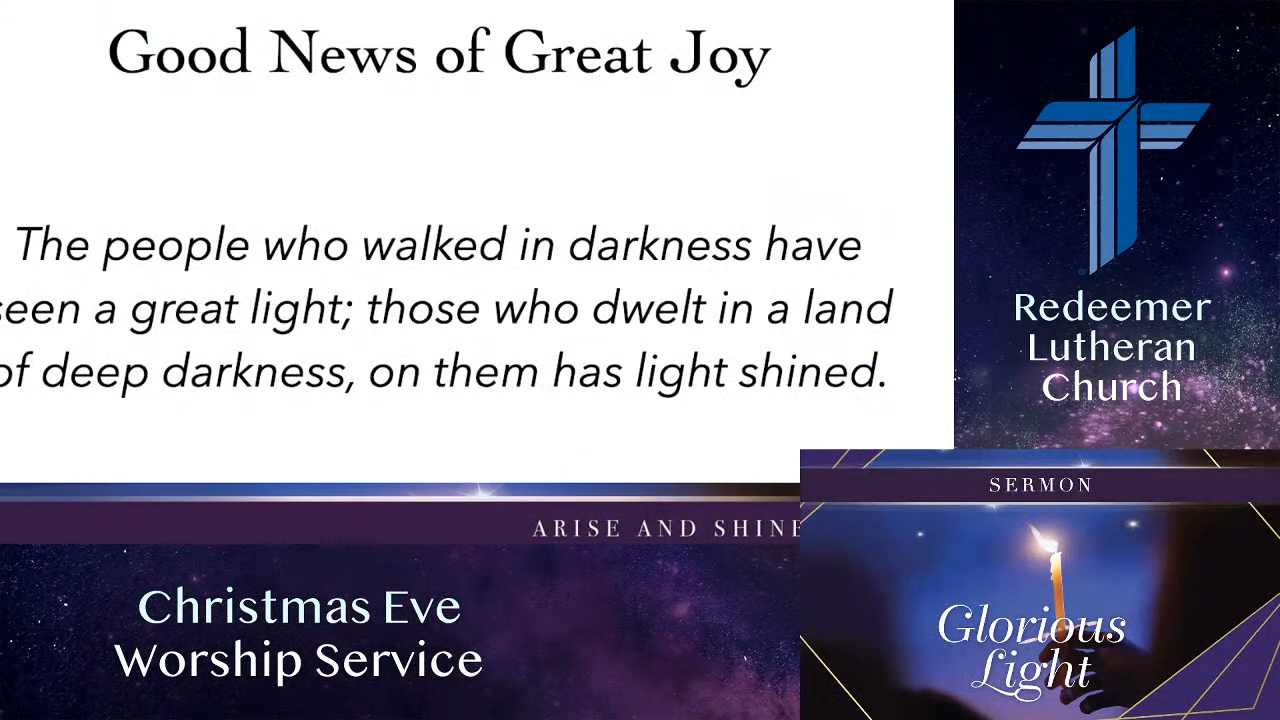 Good News of Great Joy
The people who walked in darkness have
seen a great light; those who dwelt in a land
of deep darkness, on them has light shined.
Redeemer
Lutheran
Church
ARISE AND SHINE
Christmas Eve
Worship Service
SERMON
Glorious
Light